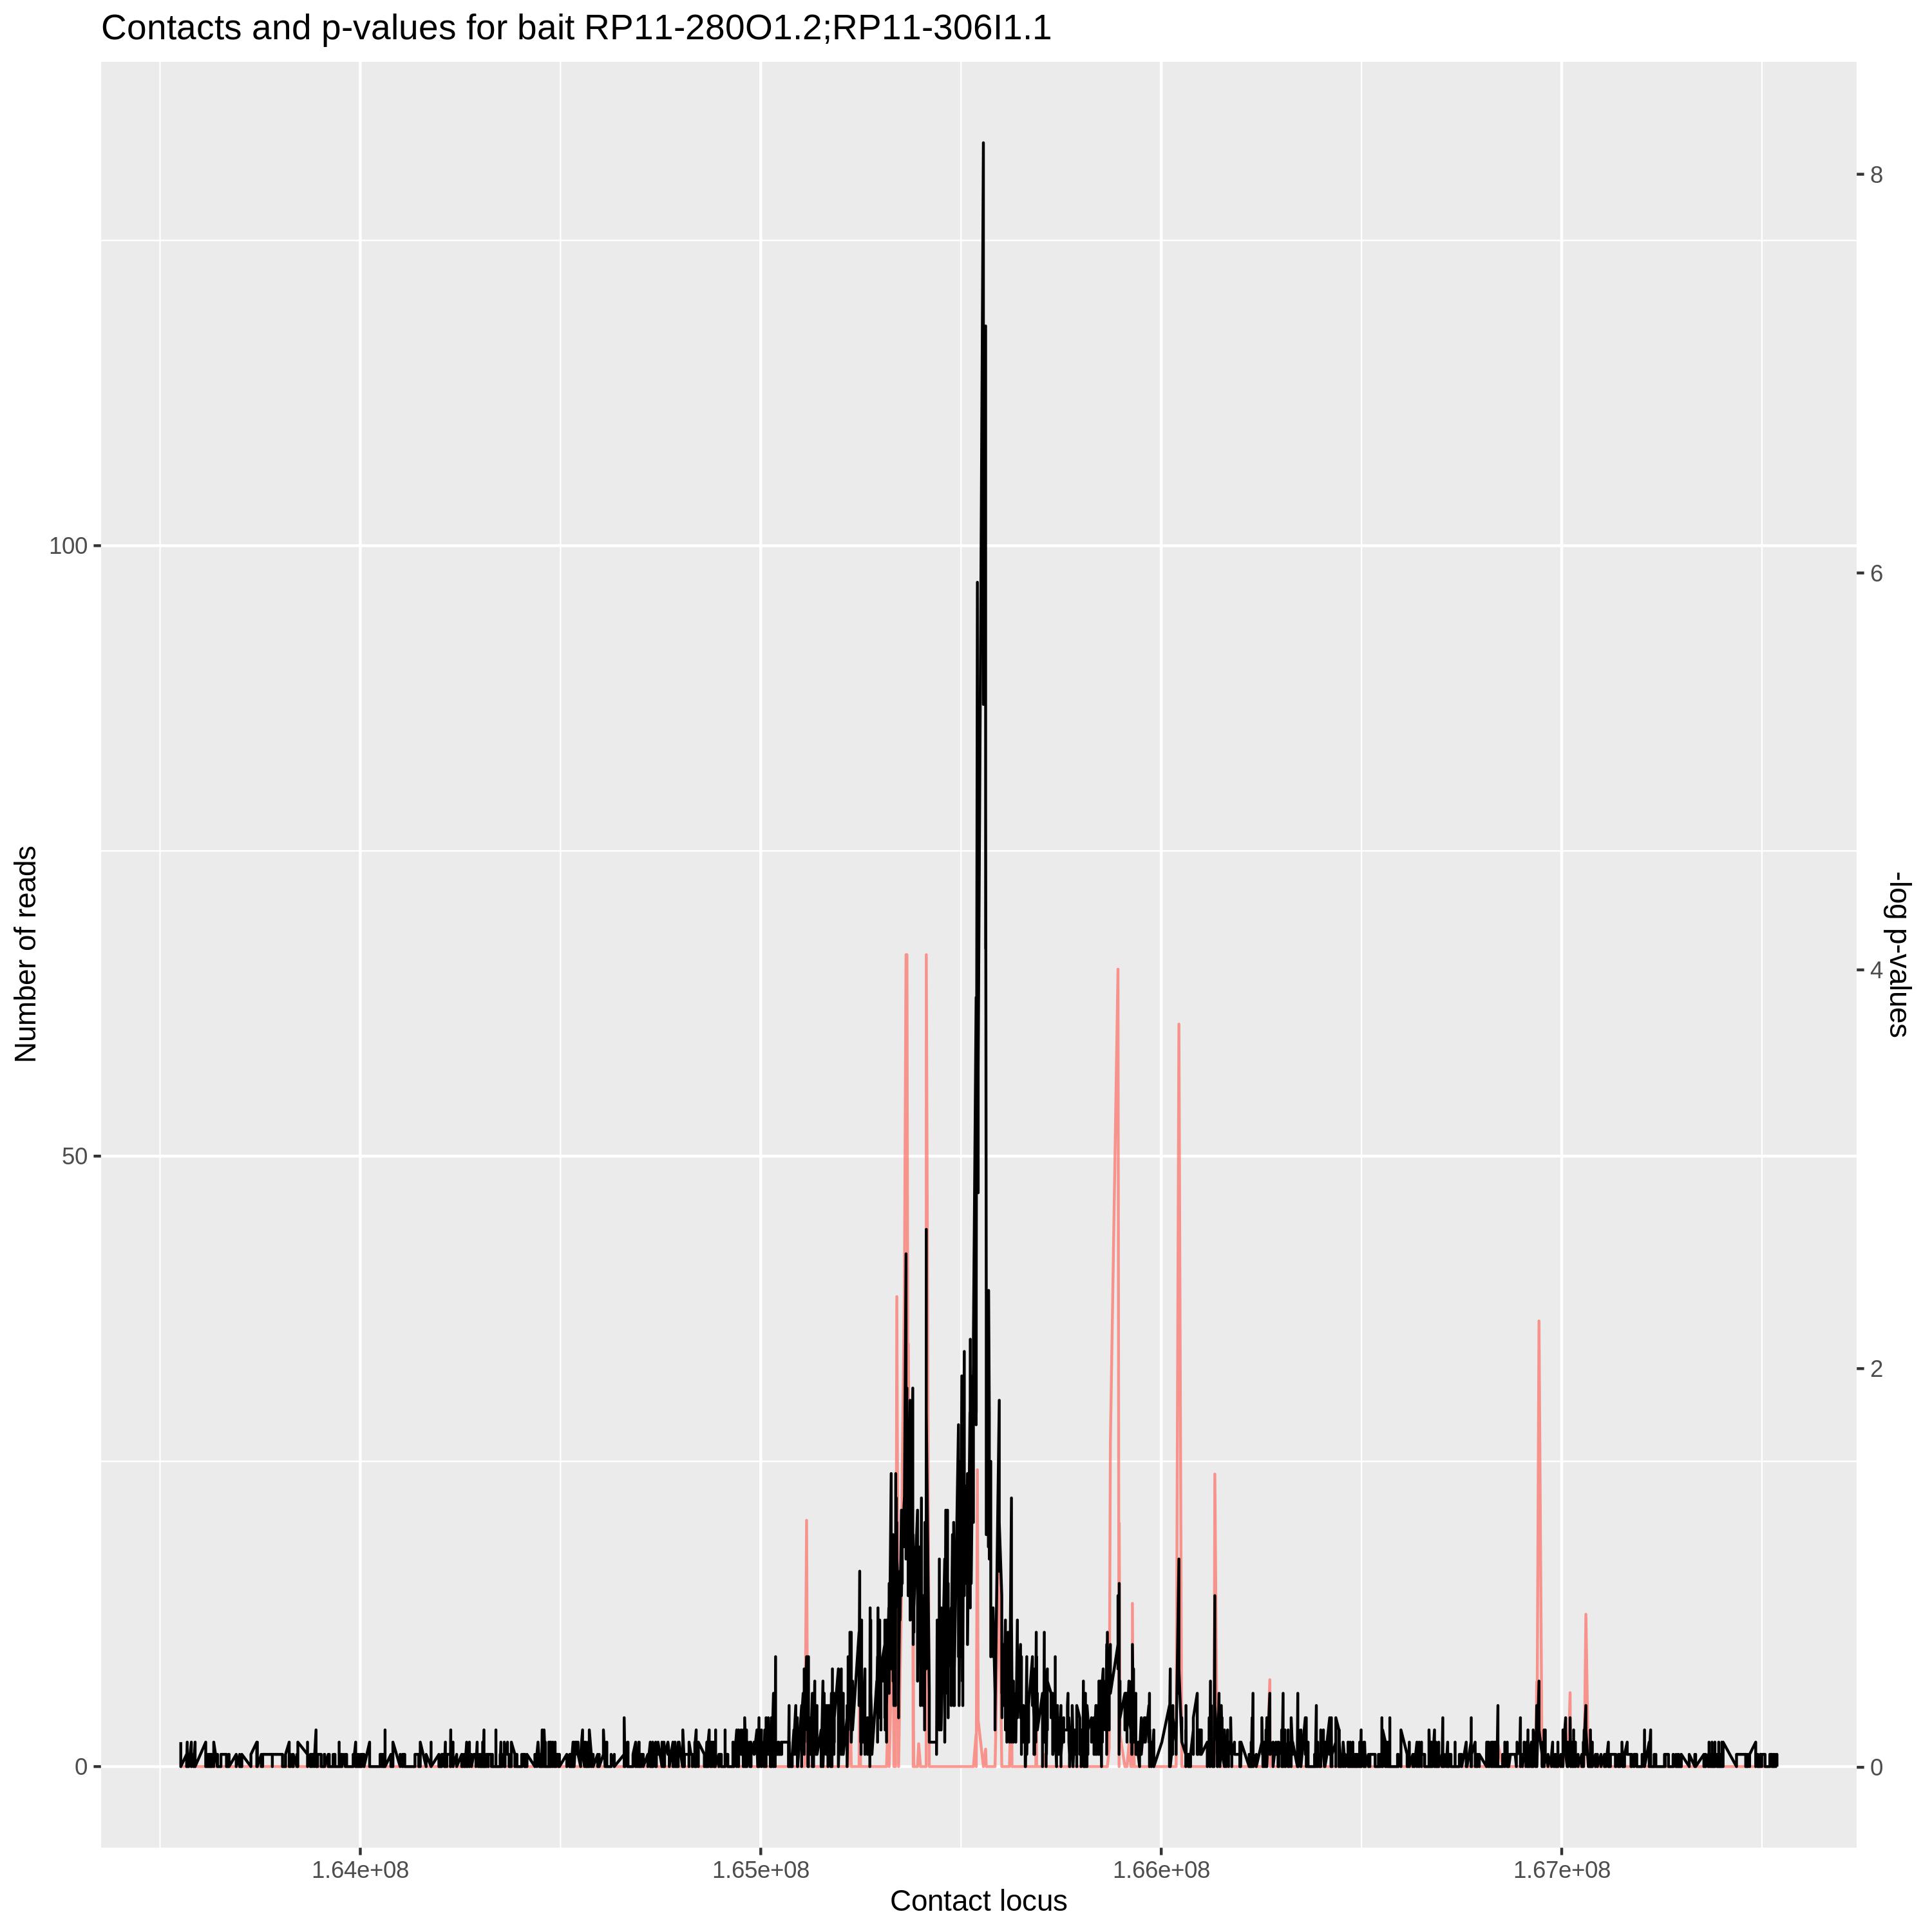 Contacts and p-values for bait RP11-280O1.2;RP11-306I1.1
Number of reads
100
50
0
8
6
4
2
0
-log p-values
1.64e+08
1.65e+08
1.66e+08
1.67e+08
Contact locus